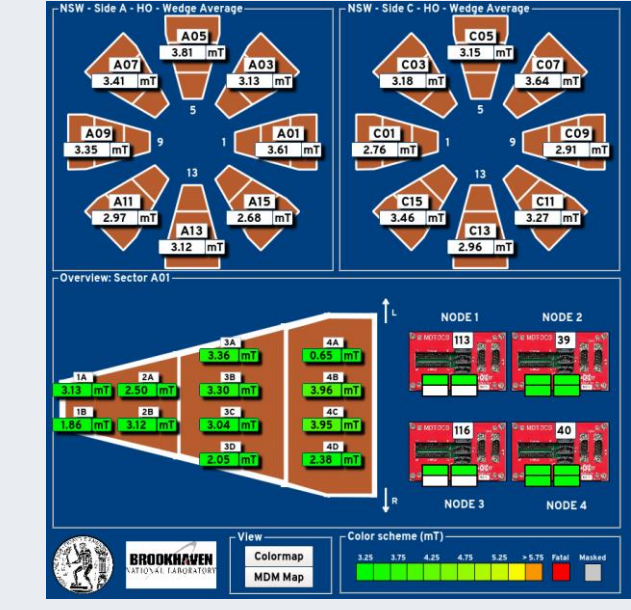 NSW - Side A - HO - Wedge Average
A05
3.81 mT
A07
3.41 mT
A03
3.13 mT
5
A09
3.35 mT
9
1
A01
3.61 mT
13
A11
2.97 mT
A15
2.68 mT
A13
3.12 mT
NSW - Side C - HO - Wedge Average
C05
3.15 mT
C03
3.18 mT
C07
3.64 mT
5
C01
2.76 mT
1
9
C09
2.91 mT
13
C15
3.46 mT
C11
3.27 mT
C13
2.96 mT
Overview: Sector A01
L
3A
3.36 mT
4A
0.65 mT
1A
3.13 mT
2A
2.50 mT
3B
3.30 mT
4B
3.96 mT
1B
1.86 mT
2B
3.12 mT
3C
3.04 mT
4C
3.95 mT
3D
2.05 mT
4D
2.38 mT
R
NODE 1
NODE 2
MDTDCS
113
MDTDCS
39
MDTDCS
116
MDTDCS
40
NODE 3
NODE 4
BROOKHAVEN
NATIONAL LABORATORY
View
Colormap
MDM Map
Color scheme (mT)
3.25 3.75 4.25 4.75 5.25 > 5.75 Fatal Masked